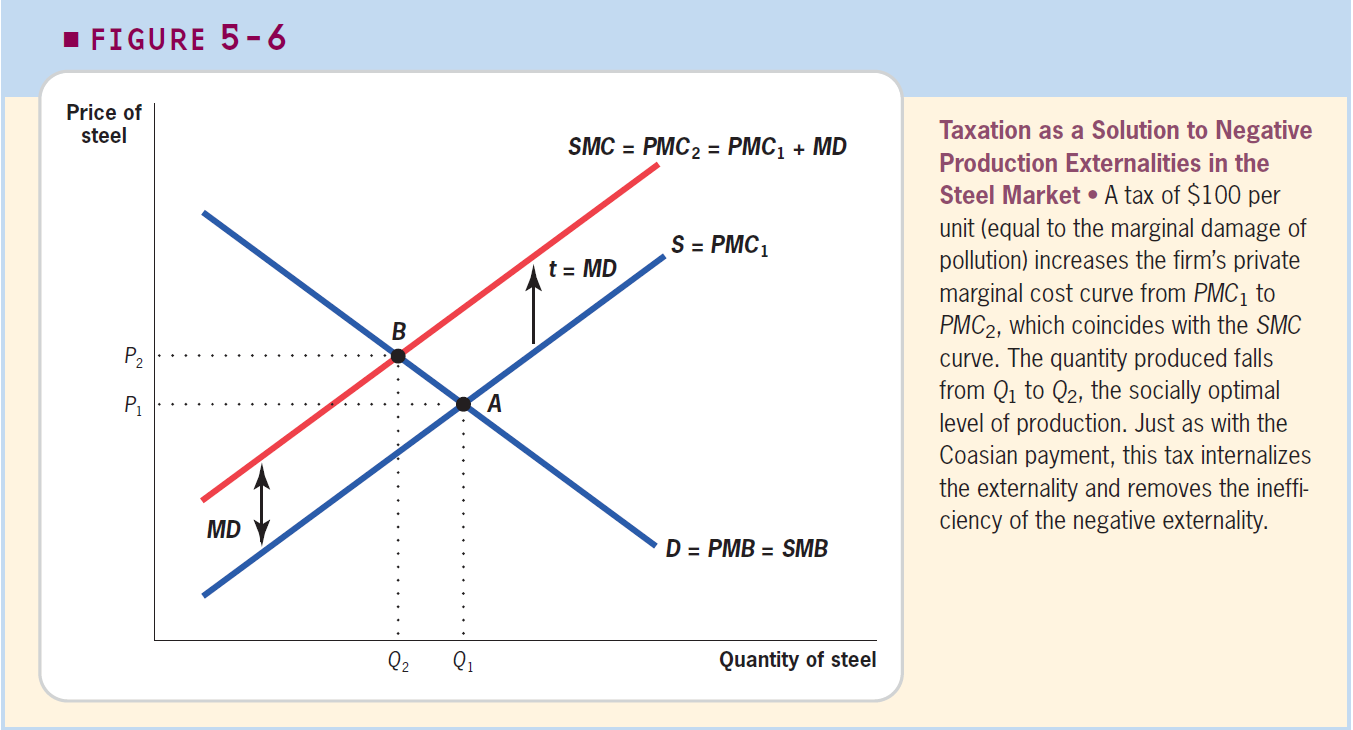 ■ FIGURE 5-6
Price of
steel
SMC = PMC₂ = PMC₁ + MD
S = PMC₁
t = MD
B
P₂
P₁
A
MD
D = PMB = SMB
Q₂
Q₁
Quantity of steel
Taxation as a Solution to Negative
Production Externalities in the
Steel Market • A tax of $100 per
unit (equal to the marginal damage of
pollution) increases the firm’s private
marginal cost curve from PMC₁ to
PMC₂, which coincides with the SMC
curve. The quantity produced falls
from Q₁ to Q₂, the socially optimal
level of production. Just as with the
Coasian payment, this tax internalizes
the externality and removes the ineffi-
ciency of the negative externality.